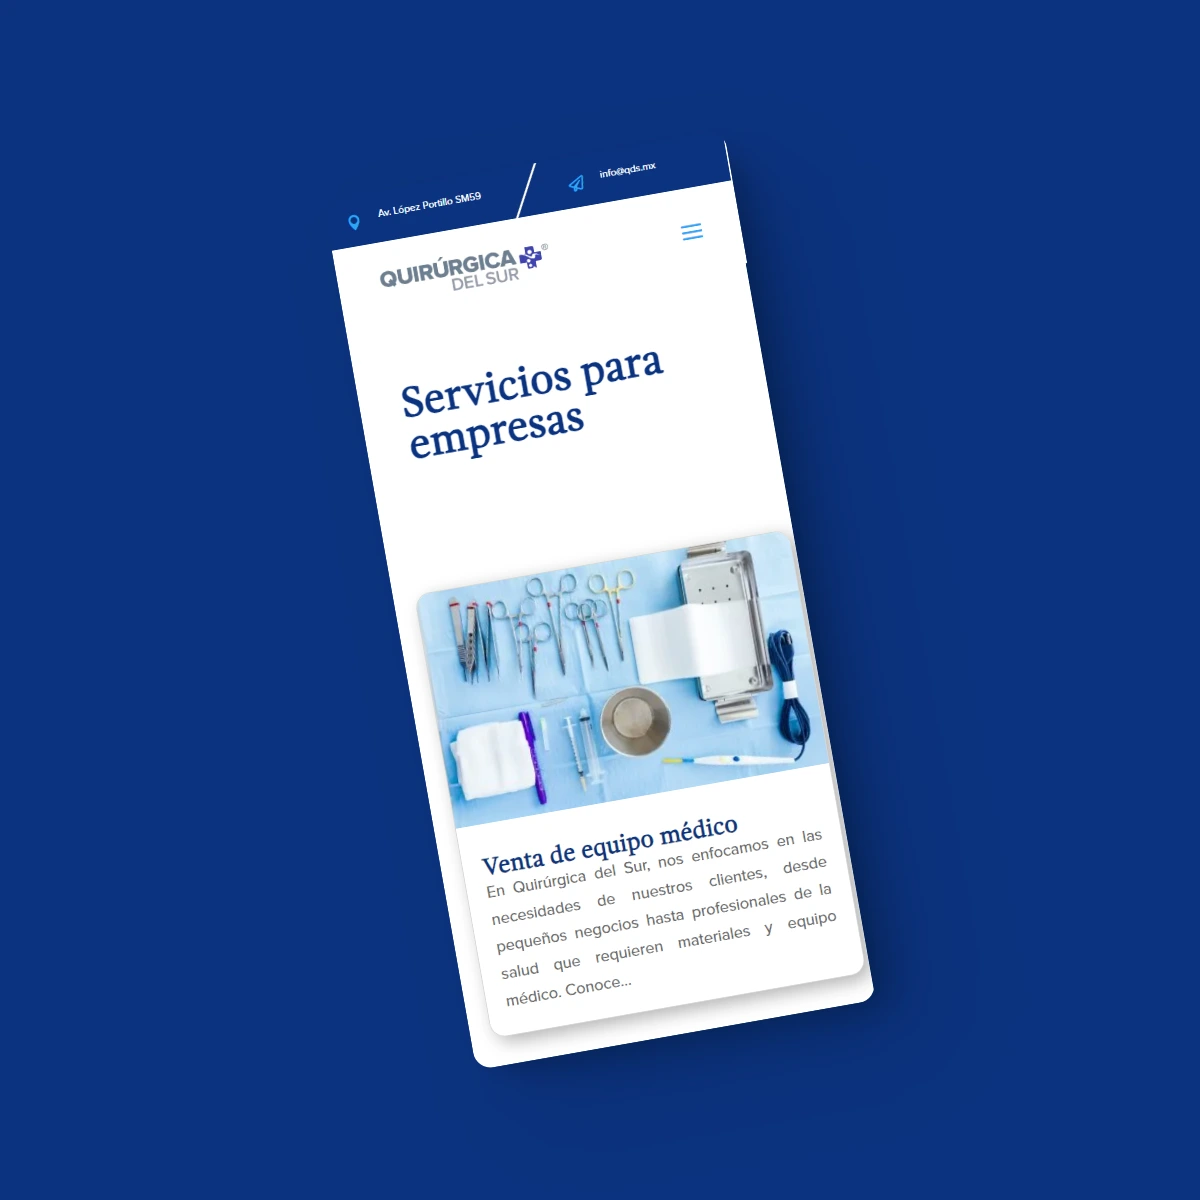 Av. López Portillo SM59
info@qds.mx
QUIRÚRGICA ®
DEL SUR
Servicios para
empresas
Venta de equipo médico
En Quirúrgica del Sur, nos enfocamos en las
necesidades de nuestros clientes, desde
pequeños negocios hasta profesionales de la
salud que requieren materiales y equipo
médico. Conoce...